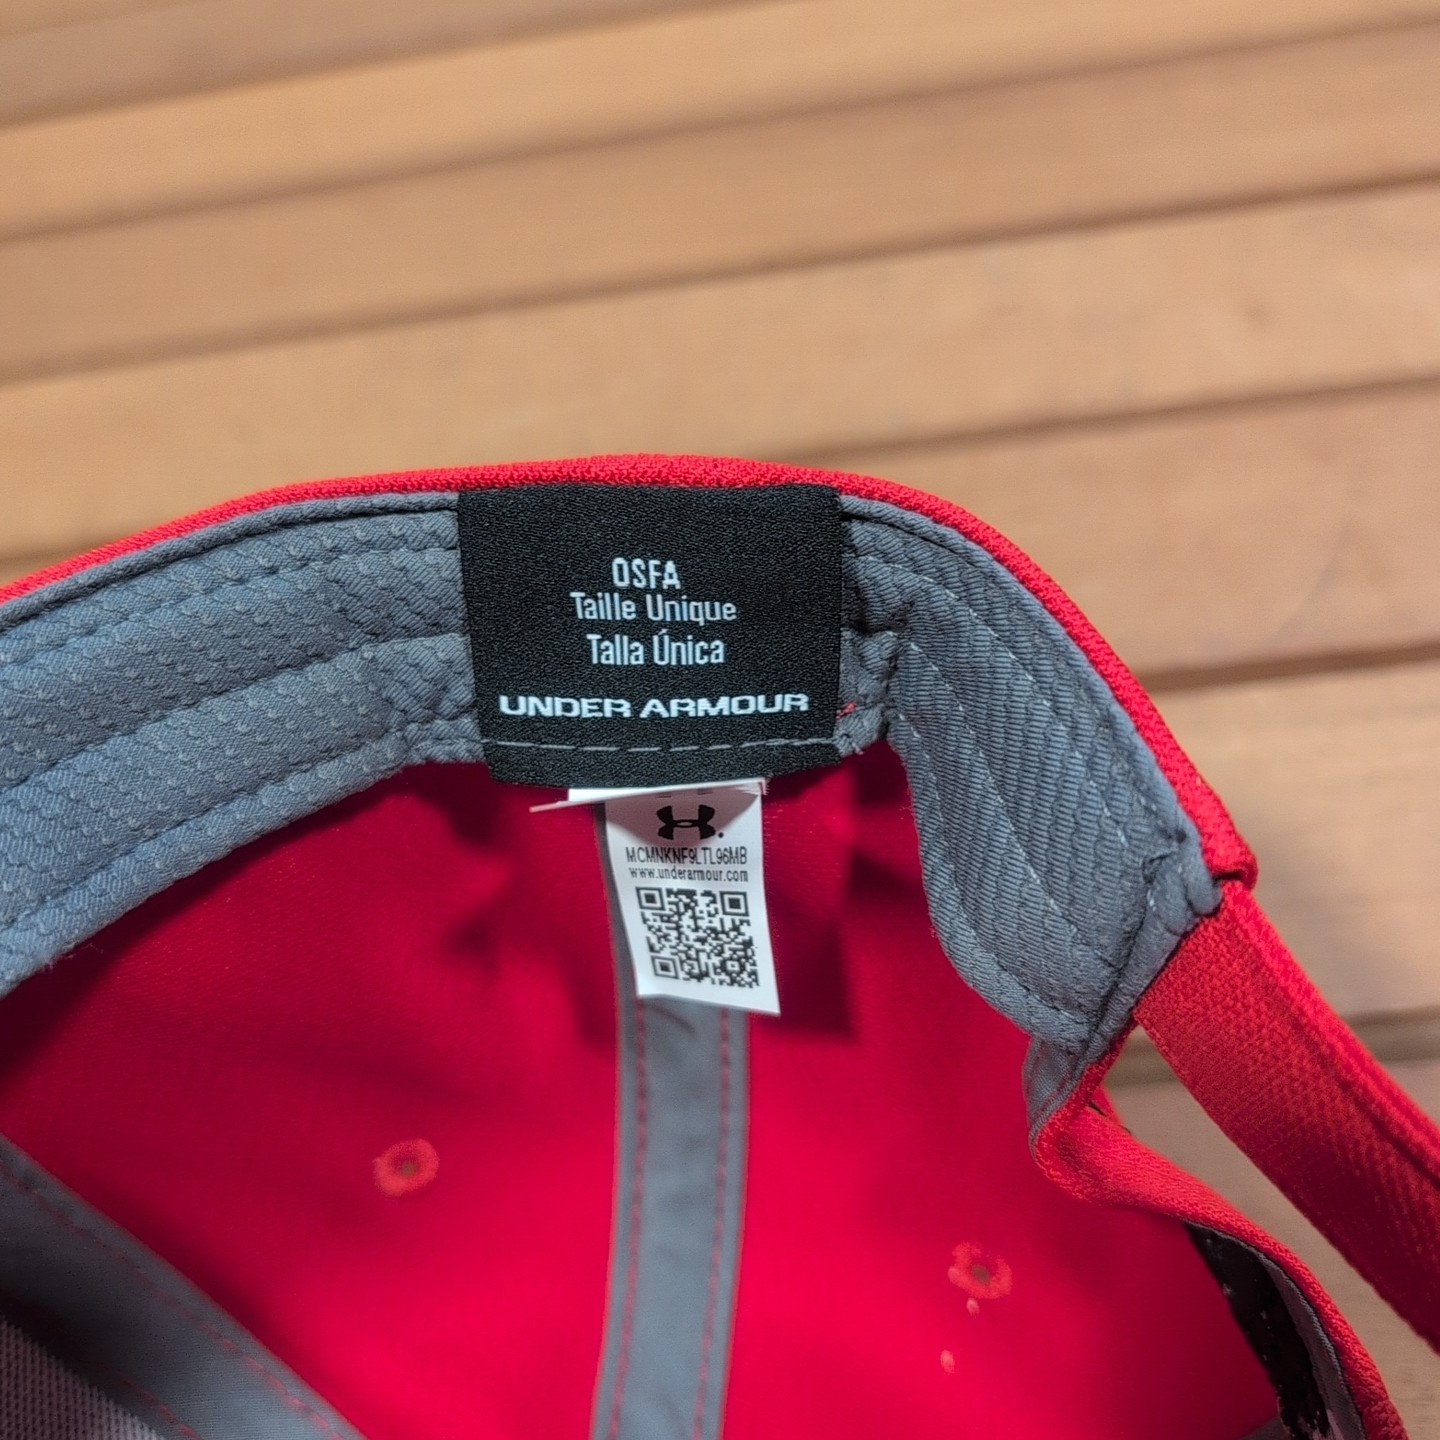 OSFA
Taille Unique
Talla Única
UNDER ARMOUR
MCMNKNF9LTL96MB
www.underarmour.com